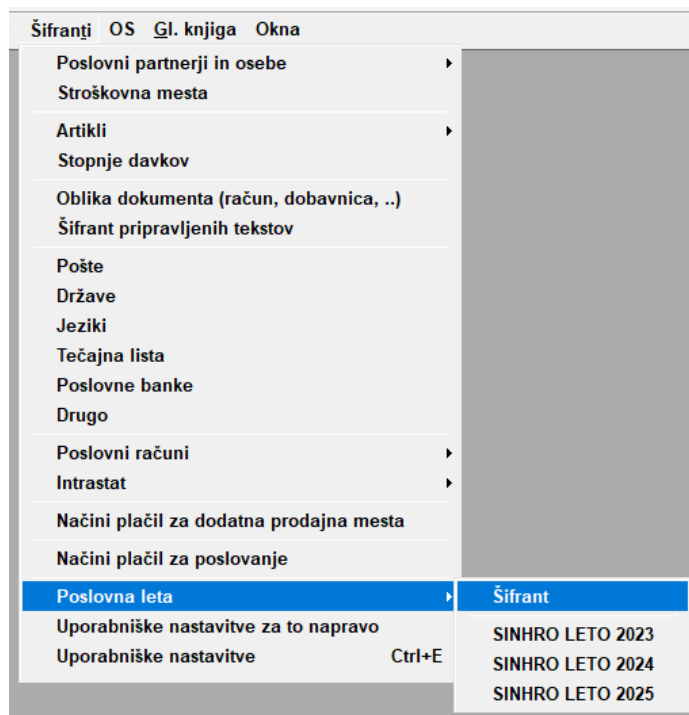 Šifranti OS Gl. knjiga Okna
Poslovni partnerji in osebe
Stroškovna mesta
Artikli
Stopnje davkov
Oblika dokumenta (račun, dobavnica, ..)
Šifrant pripravljenih tekstov
Pošte
Države
Jeziki
Tečajna lista
Poslovne banke
Drugo
Poslovni računi
Intrastat
Načini plačil za dodatna prodajna mesta
Načini plačil za poslovanje
Poslovna leta
Šifrant
Uporabniške nastavitve za to napravo
SINHRO LETO 2023
Uporabniške nastavitve Ctrl+E
SINHRO LETO 2024
SINHRO LETO 2025